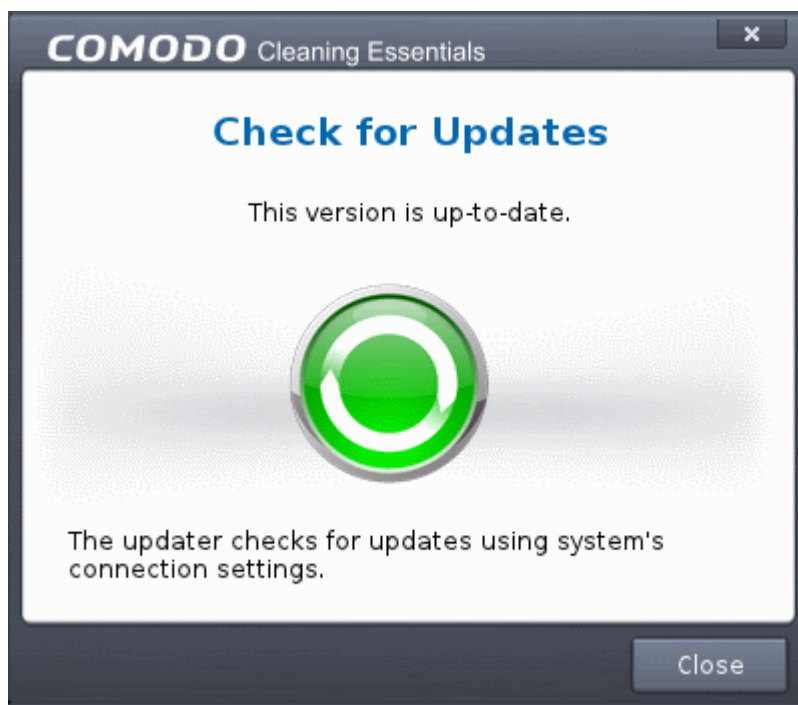 COMODO Cleaning Essentials
Check for Updates
This version is up-to-date.
The updater checks for updates using system's
connection settings.
Close